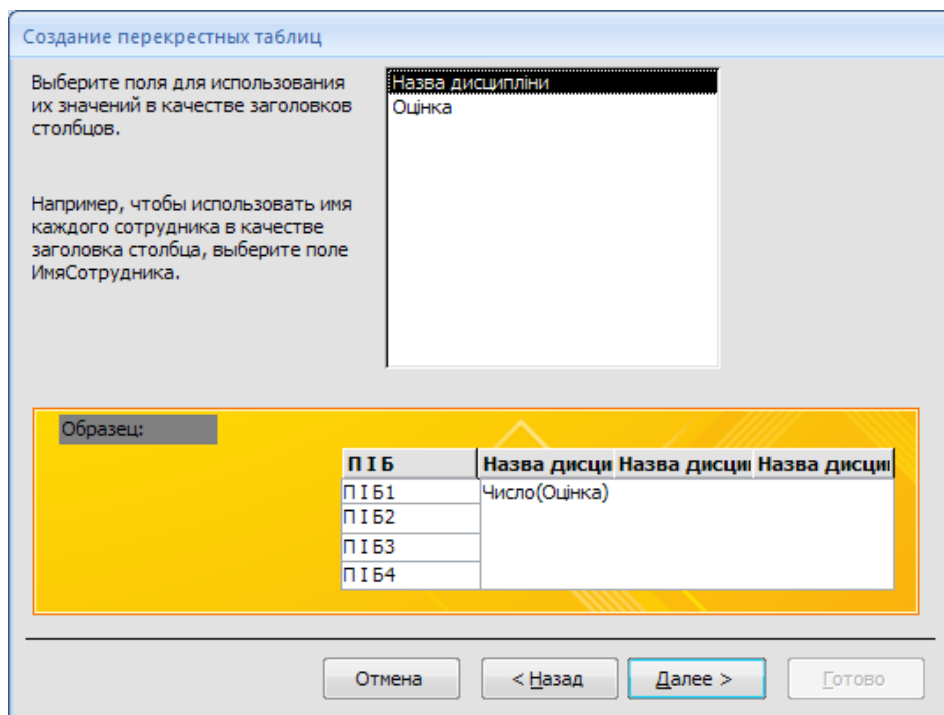 Создание перекрестных таблиц
Выберите поля для использования
их значений в качестве заголовков
столбцов.
Например, чтобы использовать имя
каждого сотрудника в качестве
заголовка столбца, выберите поле
ИмяСотрудника.
Назва дисципліни
Оцінка
Образец:
П І Б Назва дисци Назва дисци Назва дисци
П І Б1 Число(Оцінка)
П І Б2
П І Б3
П І Б4
Отмена < Назад Далее > Готово